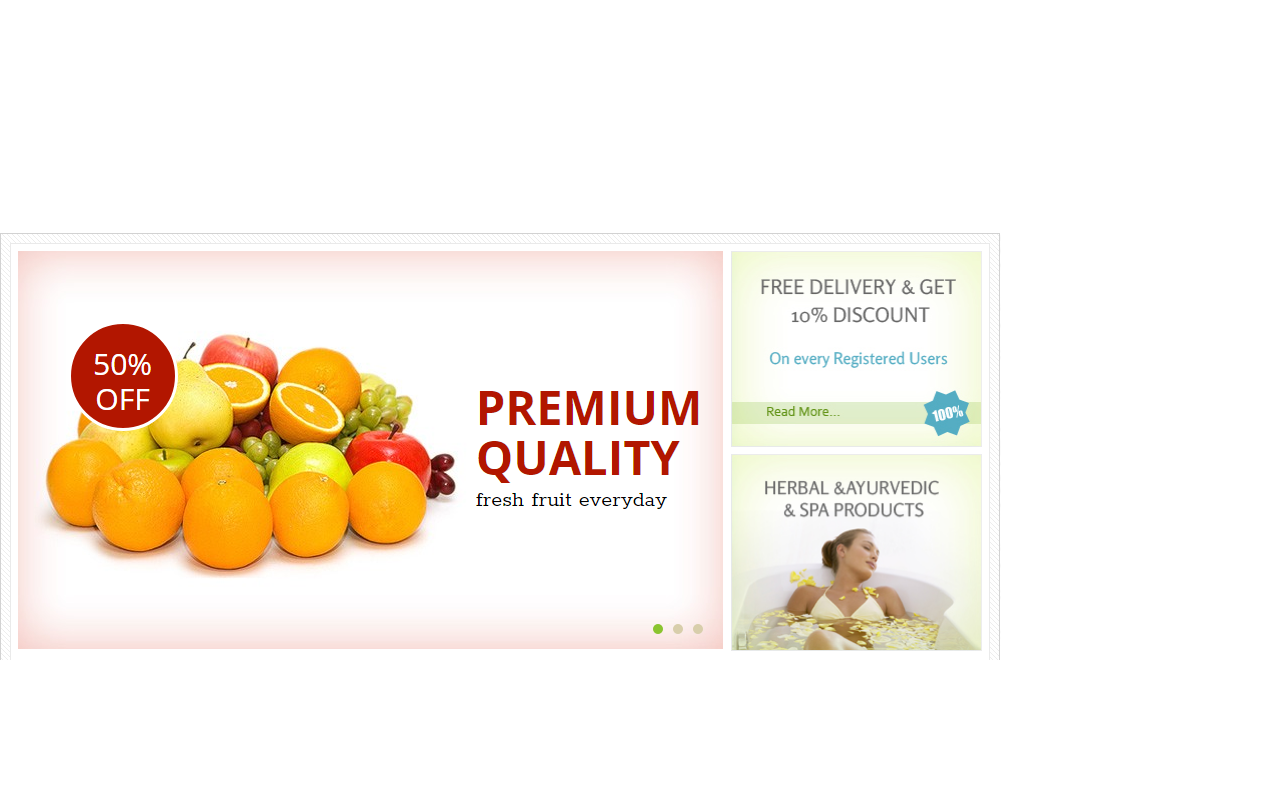 50%
OFF
PREMIUM
QUALITY
fresh fruit everyday
FREE DELIVERY & GET
10% DISCOUNT
On every Registered Users
Read More...
100%
HERBAL &AYURVEDIC
& SPA PRODUCTS